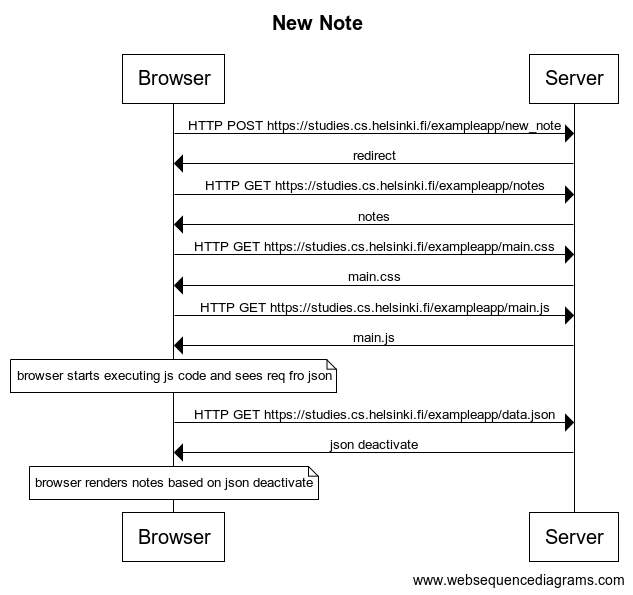 New Note
Browser
Server
HTTP POST https://studies.cs.helsinki.fi/exampleapp/new_note
redirect
HTTP GET https://studies.cs.helsinki.fi/exampleapp/notes
notes
HTTP GET https://studies.cs.helsinki.fi/exampleapp/main.css
main.css
HTTP GET https://studies.cs.helsinki.fi/exampleapp/main.js
main.js
browser starts executing js code and sees req fro json
HTTP GET https://studies.cs.helsinki.fi/exampleapp/data.json
json deactivate
browser renders notes based on json deactivate
Browser
Server
www.websequencediagrams.com